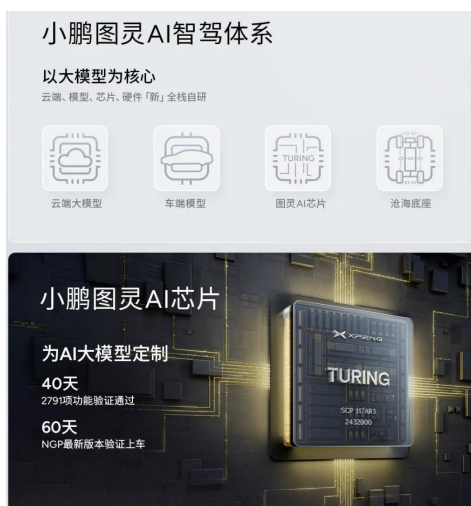 小鹏图灵AI智驾体系
以大模型为核心
云端、模型、芯片、硬件「新」全栈自研
TURING
云端大模型
车端模型
图灵AI芯片
沧海底座
小鹏图灵AI芯片
为AI大模型定制
40天
2791项功能验证通过
60天
NGP最新版本验证上车
XPENG
TURING
SCP 117AR3
2432B00